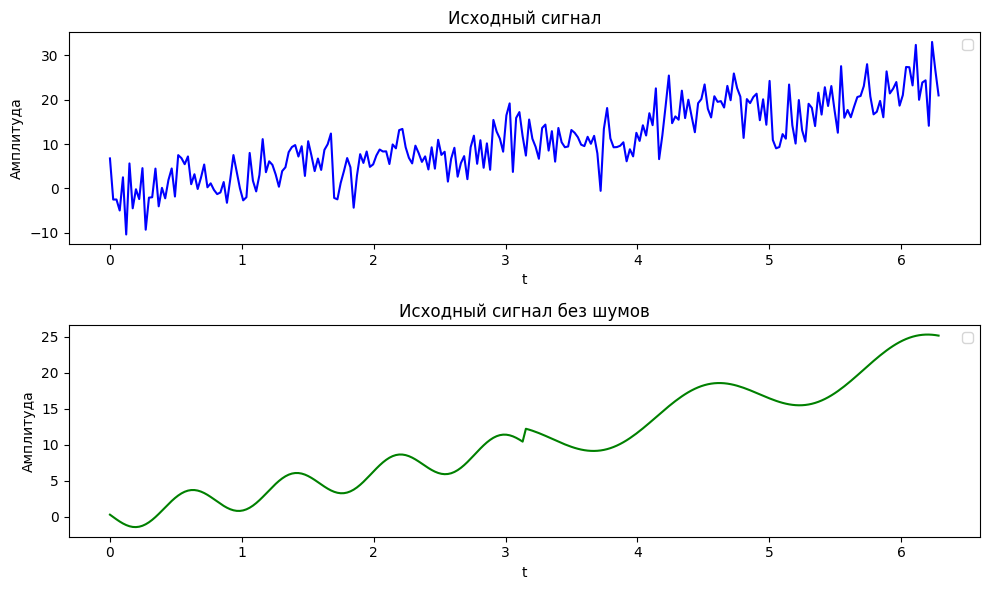 Исходный сигнал
Амплитуда
30
20
10
0
−10
0 1 2 3 4 5 6
t
Исходный сигнал без шумов
Амплитуда
25
20
15
10
5
0
0 1 2 3 4 5 6
t